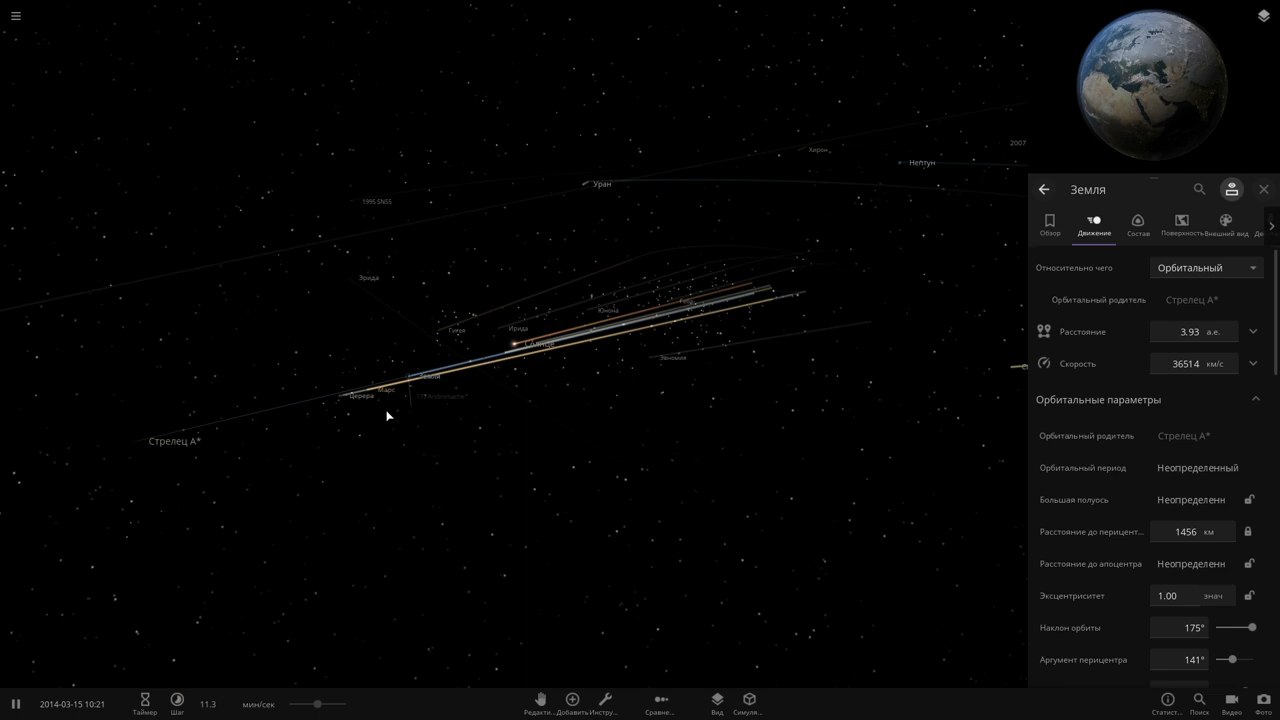 2007
Хирон
Нептун
Уран
1995 SN55
Эрида
Юнона
Гигея
Ирида
Солнце
Эвномия
Земля
Марс
Церера
Стрелец A*
Земля
Обзор
Движение
Состав
Поверхность
Внешний вид
Де
Относительно чего
Орбитальный
Орбитальный родитель
Стрелец A*
Расстояние
3.93 а.е.
Скорость
36514 км/с
Орбитальные параметры
Орбитальный родитель
Стрелец A*
Орбитальный период
Неопределенный
Большая полуось
Неопределенн
Расстояние до перицент...
1456 км
Расстояние до апоцентра
Неопределенн
Эксцентриситет
1.00 знач
Наклон орбиты
175°
Аргумент перицентра
141°
2014-03-15 10:21
Таймер
Шаг
11.3
мин/сек
Редакти...
Добавить
Инстру...
Сравне...
Вид
Симуля...
Статист...
Поиск
Видео
Фото